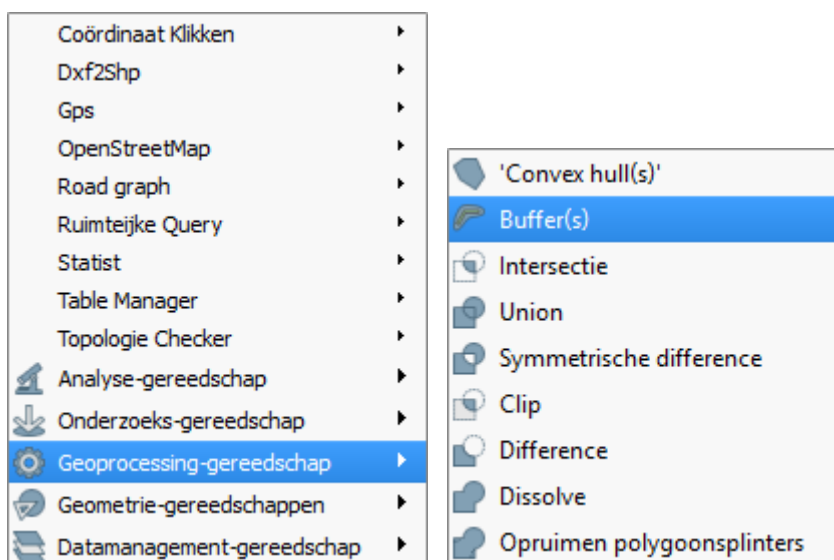 Coördinaat Klikken
Dxf2Shp
Gps
OpenStreetMap
Road graph
Ruimteijke Query
Statist
Table Manager
Topologie Checker
Analyse-gereedschap
Onderzoeks-gereedschap
Geoprocessing-gereedschap
Geometrie-gereedschappen
Datamanagement-gereedschap
'Convex hull(s)'
Buffer(s)
Intersectie
Union
Symmetrische difference
Clip
Difference
Dissolve
Opruimen polygoonsplinters